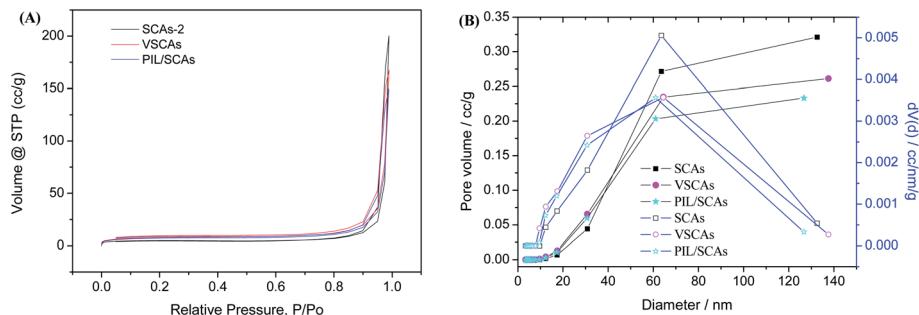 (A)
SCAs-2
VSCAs
PIL/SCAs
Volume @ STP (cc/g)
200
150
100
50
0
0.0 0.2 0.4 0.6 0.8 1.0
Relative Pressure, P/Po
(B)
Pore volume / cc/g
0.35
0.30
0.25
0.20
0.15
0.10
0.05
0.00
SCAs
VSCAs
PIL/SCAs
SCAs
VSCAs
PIL/SCAs
0.005
0.004
0.003
0.002
0.001
0.000
dV(d) / cc/nm/g
0 20 40 60 80 100 120 140
Diameter / nm